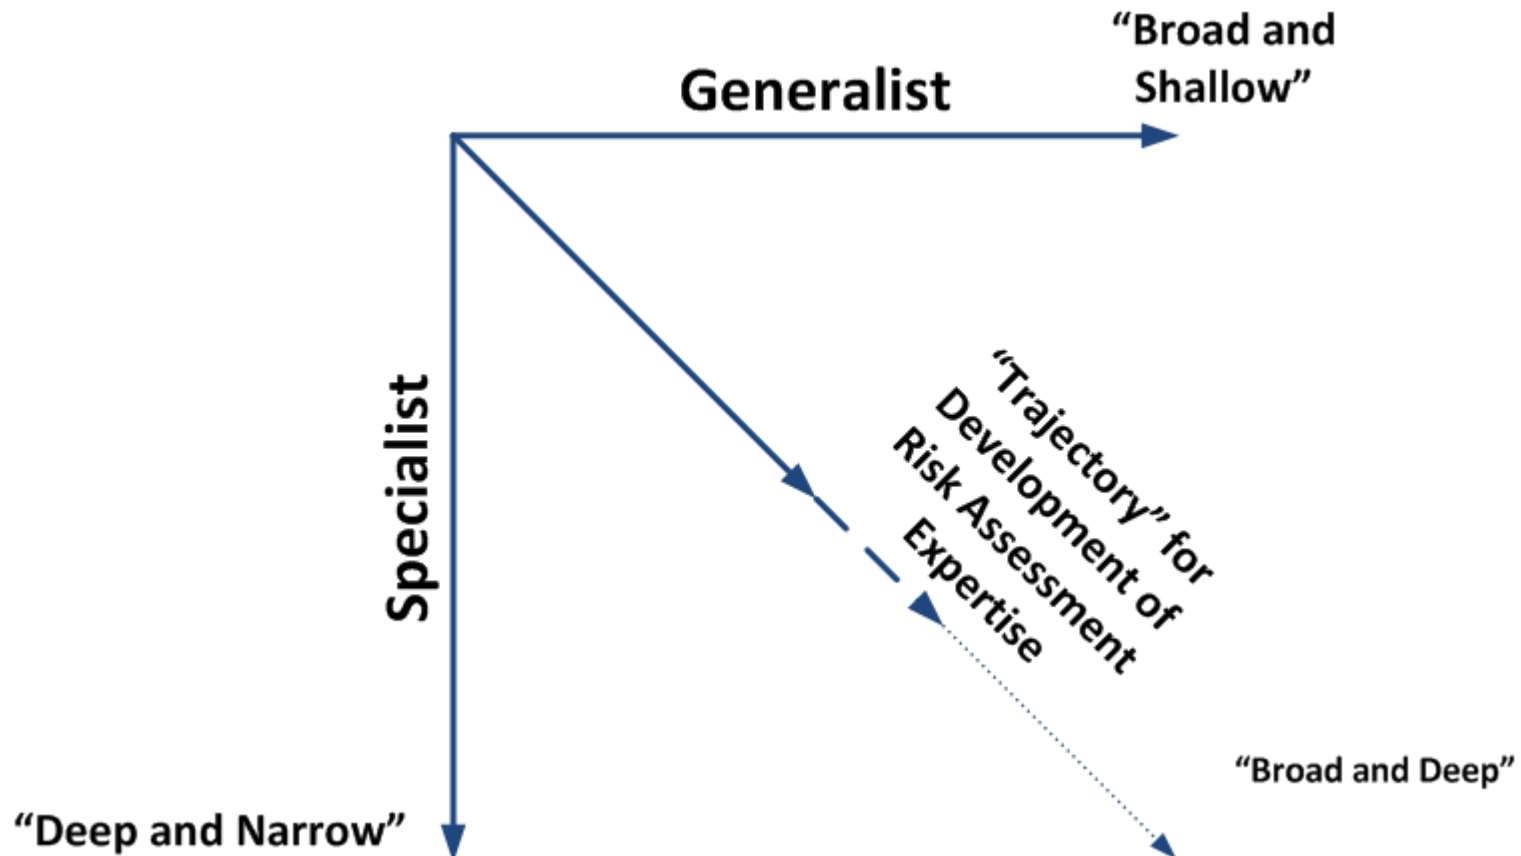 “Broad and
Shallow”
Generalist
Specialist
“Trajectory” for
Development of
Risk Assessment
Expertise
“Broad and Deep”
“Deep and Narrow”